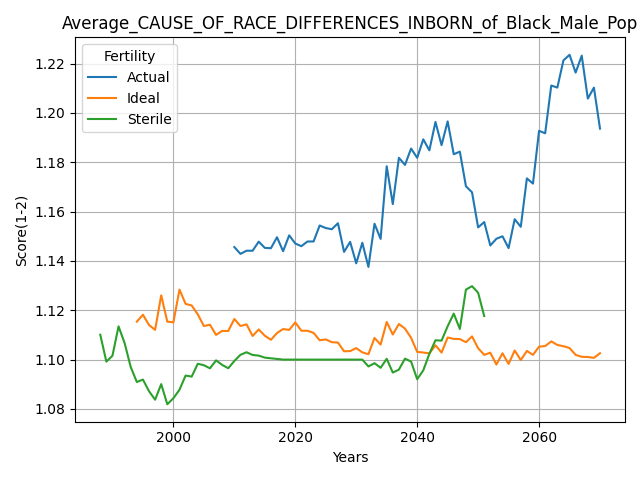 Average_CAUSE_OF_RACE_DIFFERENCES_INBORN_of_Black_Male_Pop
Fertility
Actual
Ideal
Sterile
1.22
1.20
1.18
1.16
1.14
1.12
1.10
1.08
Score(1-2)
2000
2020
2040
2060
Years